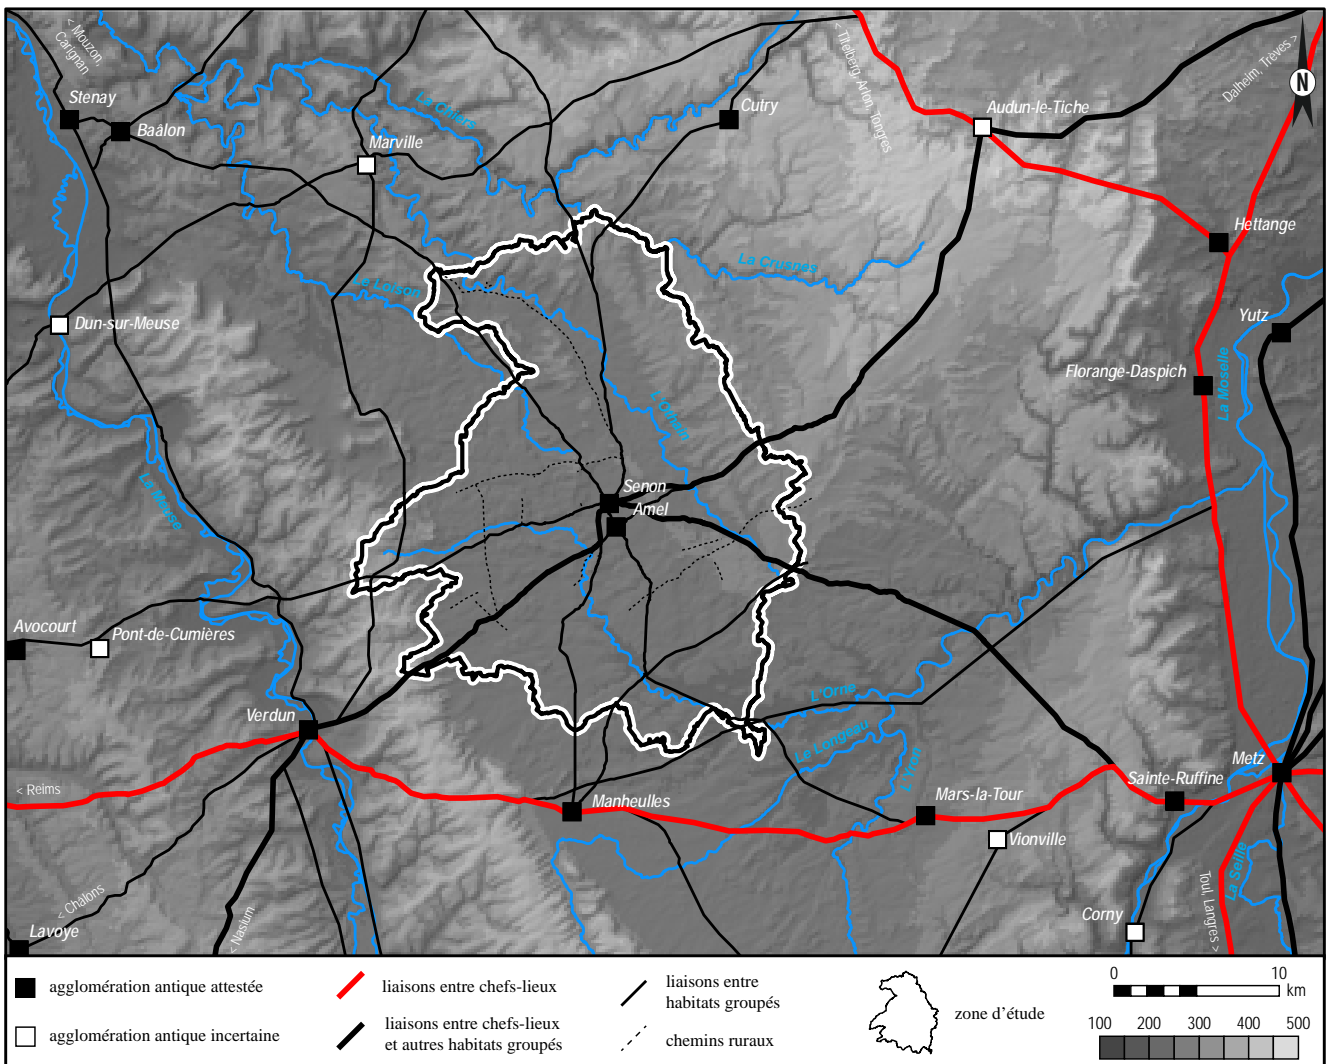 < Mouzon,
Carignan
Stenay
Baâlon
La Chiers
Marville
Cutry
< Titelberg, Arlon, Tongres
Audun-le-Tiche
Dalheim, Trèves >
N
Hettange
La Crusnes
La Loison
Dun-sur-Meuse
Yutz
Florange-Daspich
La Moselle
L'Othain
La Meuse
Senon
Amel
Avocourt
Pont-de-Cumières
Verdun
L'Orne
Le Longeau
L'Yron
Metz
Sainte-Ruffine
< Reims
Manheulles
Mars-la-Tour
Vionville
La Seille
Toul, Langres >
< Châlons
< Nasium
Corny
Lavoye
agglomération antique attestée
agglomération antique incertaine
liaisons entre chefs-lieux
liaisons entre chefs-lieux
et autres habitats groupés
liaisons entre
habitats groupés
chemins ruraux
zone d'étude
0 10
km
100 200 300 400 500